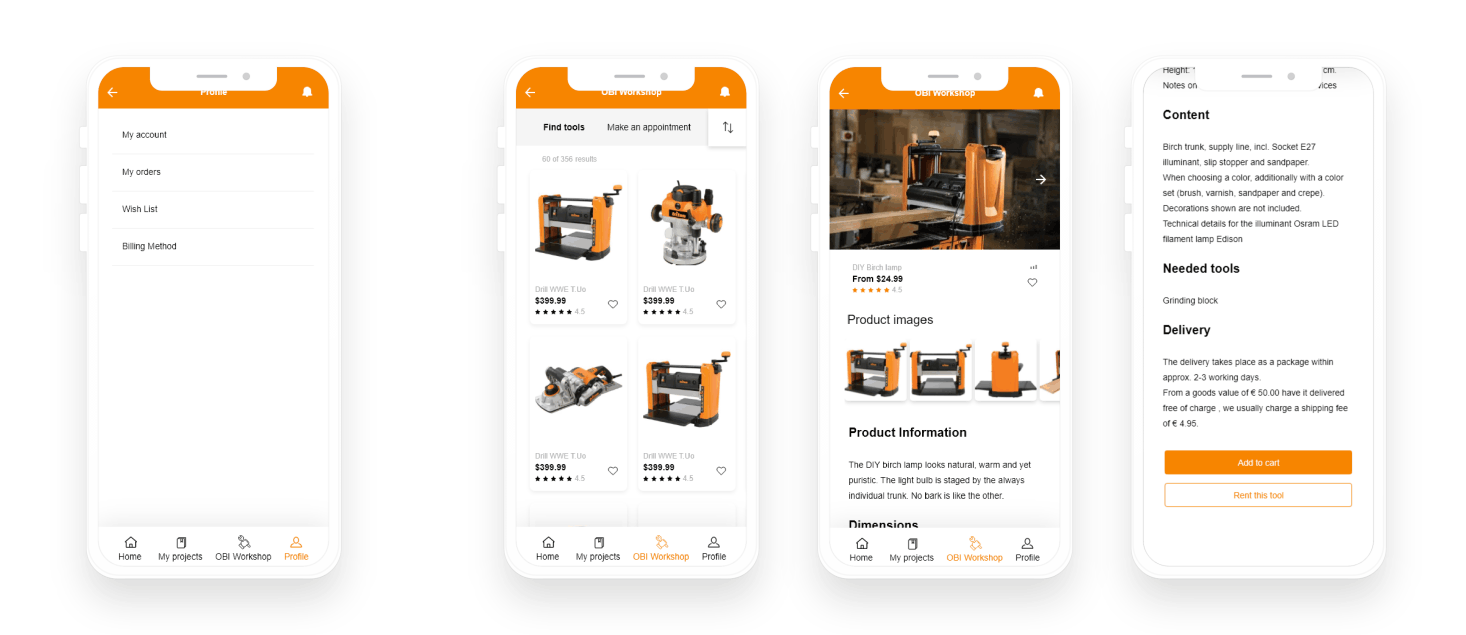 Profile
My account
My orders
Wish List
Billing Method
Home
My projects
OBI Workshop
Profile
OBI Workshop
Find tools
Make an appointment
60 of 356 results
Drill WWE T.Uo
$399.99
4.5
Drill WWE T.Uo
$399.99
4.5
Drill WWE T.Uo
$399.99
4.5
Drill WWE T.Uo
$399.99
4.5
Home
My projects
OBI Workshop
Profile
OBI Workshop
DIY Birch lamp
From $24.99
4.5
Product images
Product Information
The DIY birch lamp looks natural, warm and yet
puristic. The light bulb is staged by the always
individual trunk. No bark is like the other.
Dimensions
Home
My projects
OBI Workshop
Profile
Height: cm.
Notes on
Content
Birch trunk, supply line, incl. Socket E27
illuminant, slip stopper and sandpaper.
When choosing a color, additionally with a color
set (brush, varnish, sandpaper and crepe).
Decorations shown are not included.
Technical details for the illuminant Osram LED
filament lamp Edison
Needed tools
Grinding block
Delivery
The delivery takes place as a package within
approx. 2-3 working days.
From a goods value of € 50.00 have it delivered
free of charge , we usually charge a shipping fee
of € 4.95.
Add to cart
Rent this tool